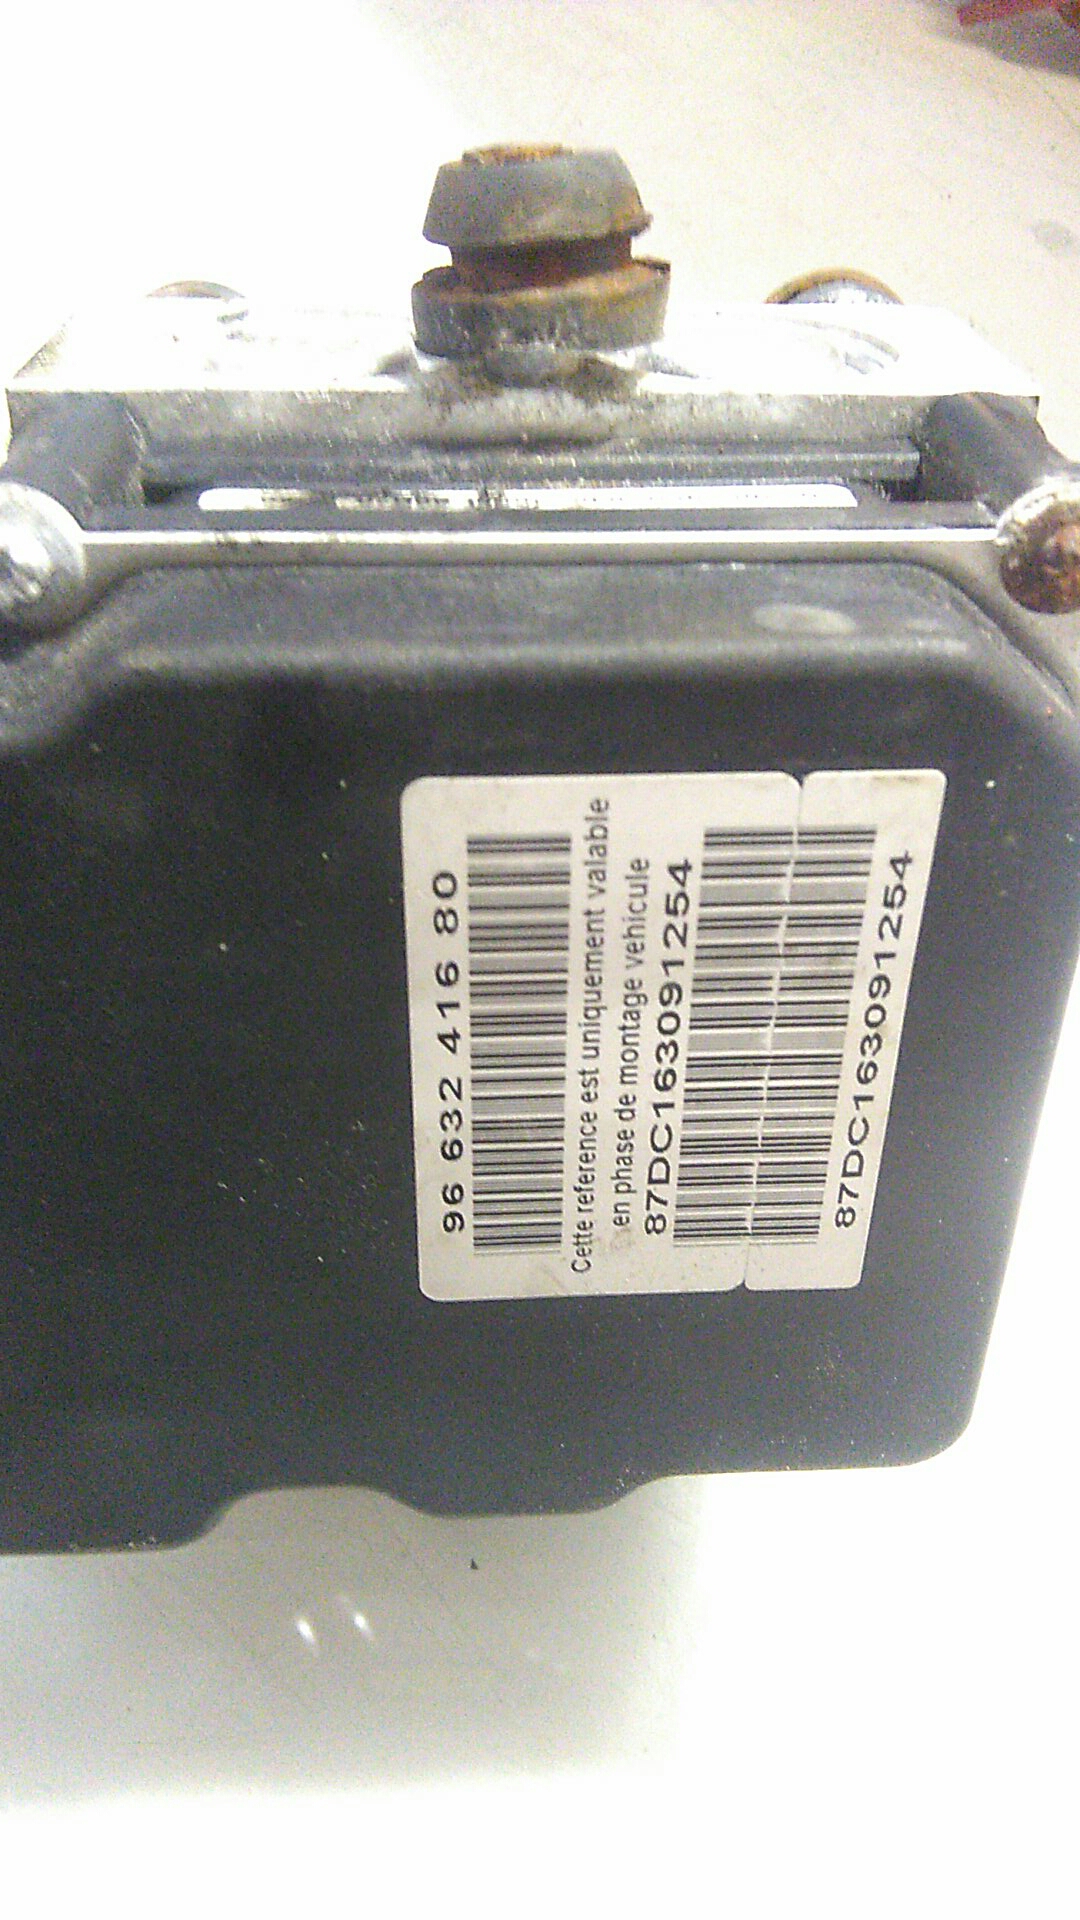 96 632 416 80
Cette reference est uniquement valable
en phase de montage vehicule
87DC163091254
87DC163091254